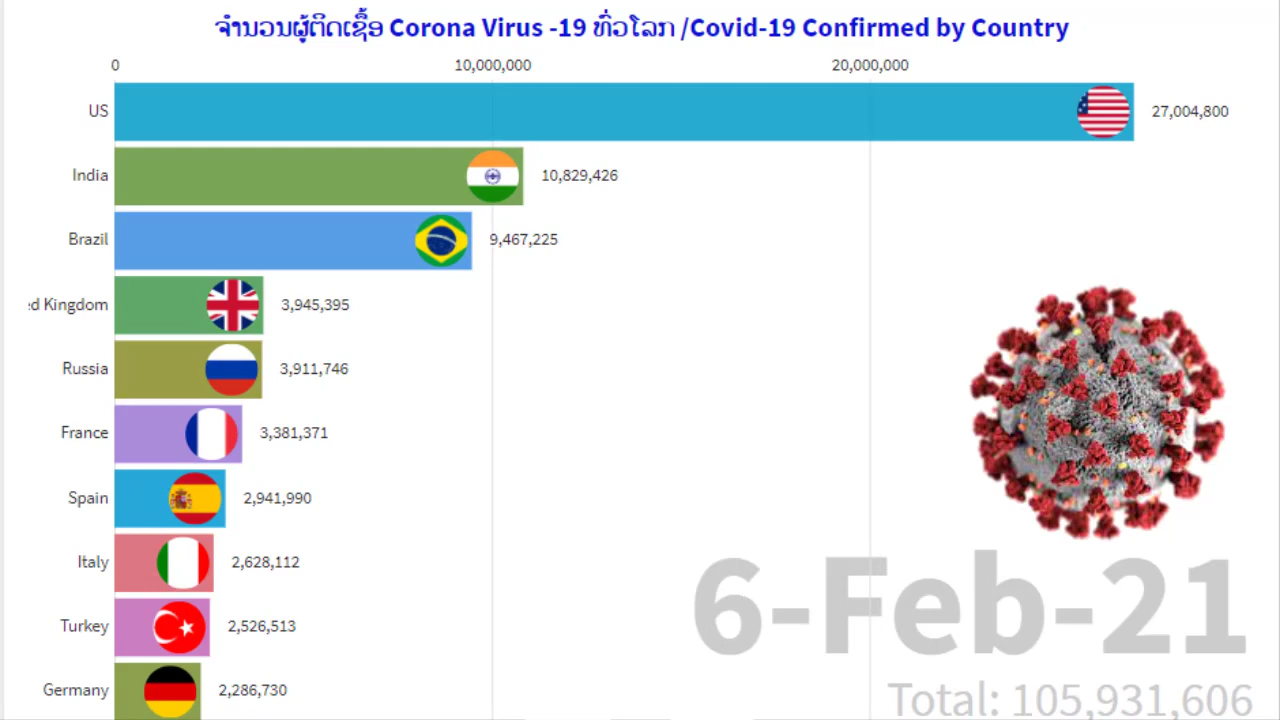 ຈຳນວນຜູ້ຕິດເຊື້ອ Corona Virus -19 ທົ່ວໂລກ /Covid-19 Confirmed by Country
0 10,000,000 20,000,000
US 27,004,800
India 10,829,426
Brazil 9,467,225
ed Kingdom 3,945,395
Russia 3,911,746
France 3,381,371
Spain 2,941,990
Italy 2,628,112
Turkey 2,526,513
Germany 2,286,730
6-Feb-21
Total: 105,931,606